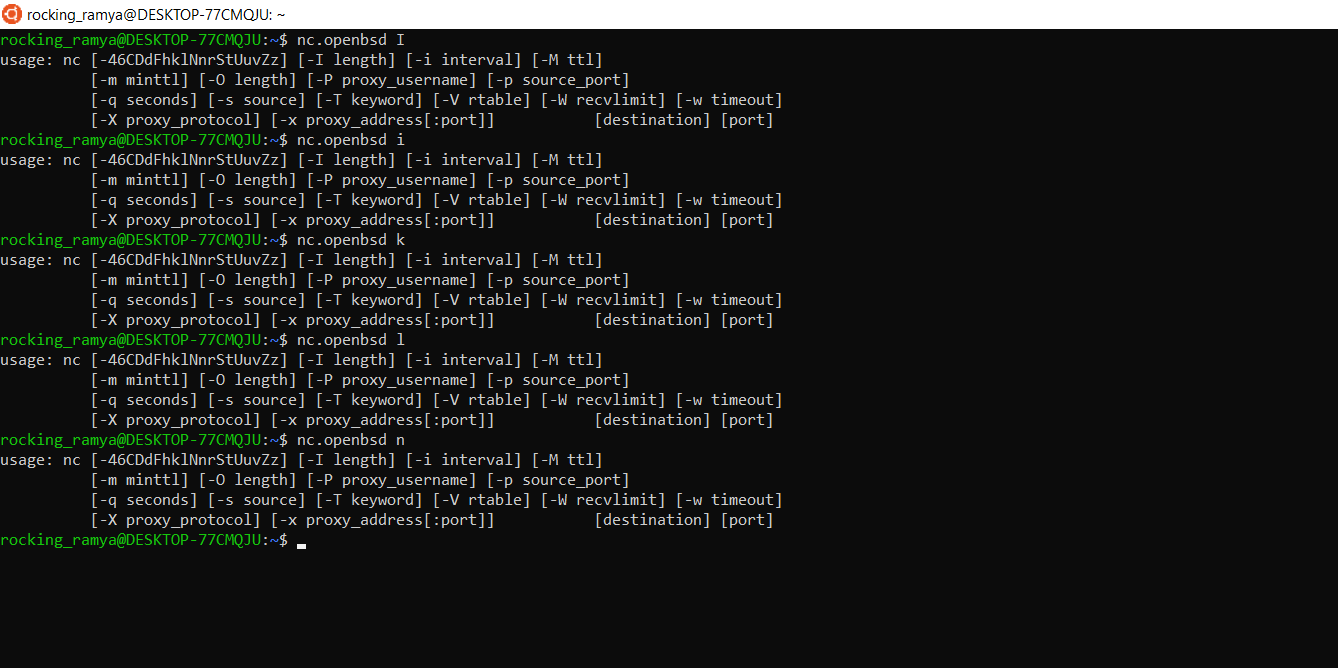 rocking_ramya@DESKTOP-77CMQJU: ~
rocking_ramya@DESKTOP-77CMQJU:~$ nc.openbsd I
usage: nc [-46CDdFhklNnrStUuvZz] [-I length] [-i interval] [-M ttl]
          [-m minttl] [-O length] [-P proxy_username] [-p source_port]
          [-q seconds] [-s source] [-T keyword] [-V rtable] [-W recvlimit] [-w timeout]
          [-X proxy_protocol] [-x proxy_address[:port]]           [destination] [port]
rocking_ramya@DESKTOP-77CMQJU:~$ nc.openbsd i
usage: nc [-46CDdFhklNnrStUuvZz] [-I length] [-i interval] [-M ttl]
          [-m minttl] [-O length] [-P proxy_username] [-p source_port]
          [-q seconds] [-s source] [-T keyword] [-V rtable] [-W recvlimit] [-w timeout]
          [-X proxy_protocol] [-x proxy_address[:port]]           [destination] [port]
rocking_ramya@DESKTOP-77CMQJU:~$ nc.openbsd k
usage: nc [-46CDdFhklNnrStUuvZz] [-I length] [-i interval] [-M ttl]
          [-m minttl] [-O length] [-P proxy_username] [-p source_port]
          [-q seconds] [-s source] [-T keyword] [-V rtable] [-W recvlimit] [-w timeout]
          [-X proxy_protocol] [-x proxy_address[:port]]           [destination] [port]
rocking_ramya@DESKTOP-77CMQJU:~$ nc.openbsd l
usage: nc [-46CDdFhklNnrStUuvZz] [-I length] [-i interval] [-M ttl]
          [-m minttl] [-O length] [-P proxy_username] [-p source_port]
          [-q seconds] [-s source] [-T keyword] [-V rtable] [-W recvlimit] [-w timeout]
          [-X proxy_protocol] [-x proxy_address[:port]]           [destination] [port]
rocking_ramya@DESKTOP-77CMQJU:~$ nc.openbsd n
usage: nc [-46CDdFhklNnrStUuvZz] [-I length] [-i interval] [-M ttl]
          [-m minttl] [-O length] [-P proxy_username] [-p source_port]
          [-q seconds] [-s source] [-T keyword] [-V rtable] [-W recvlimit] [-w timeout]
          [-X proxy_protocol] [-x proxy_address[:port]]           [destination] [port]
rocking_ramya@DESKTOP-77CMQJU:~$